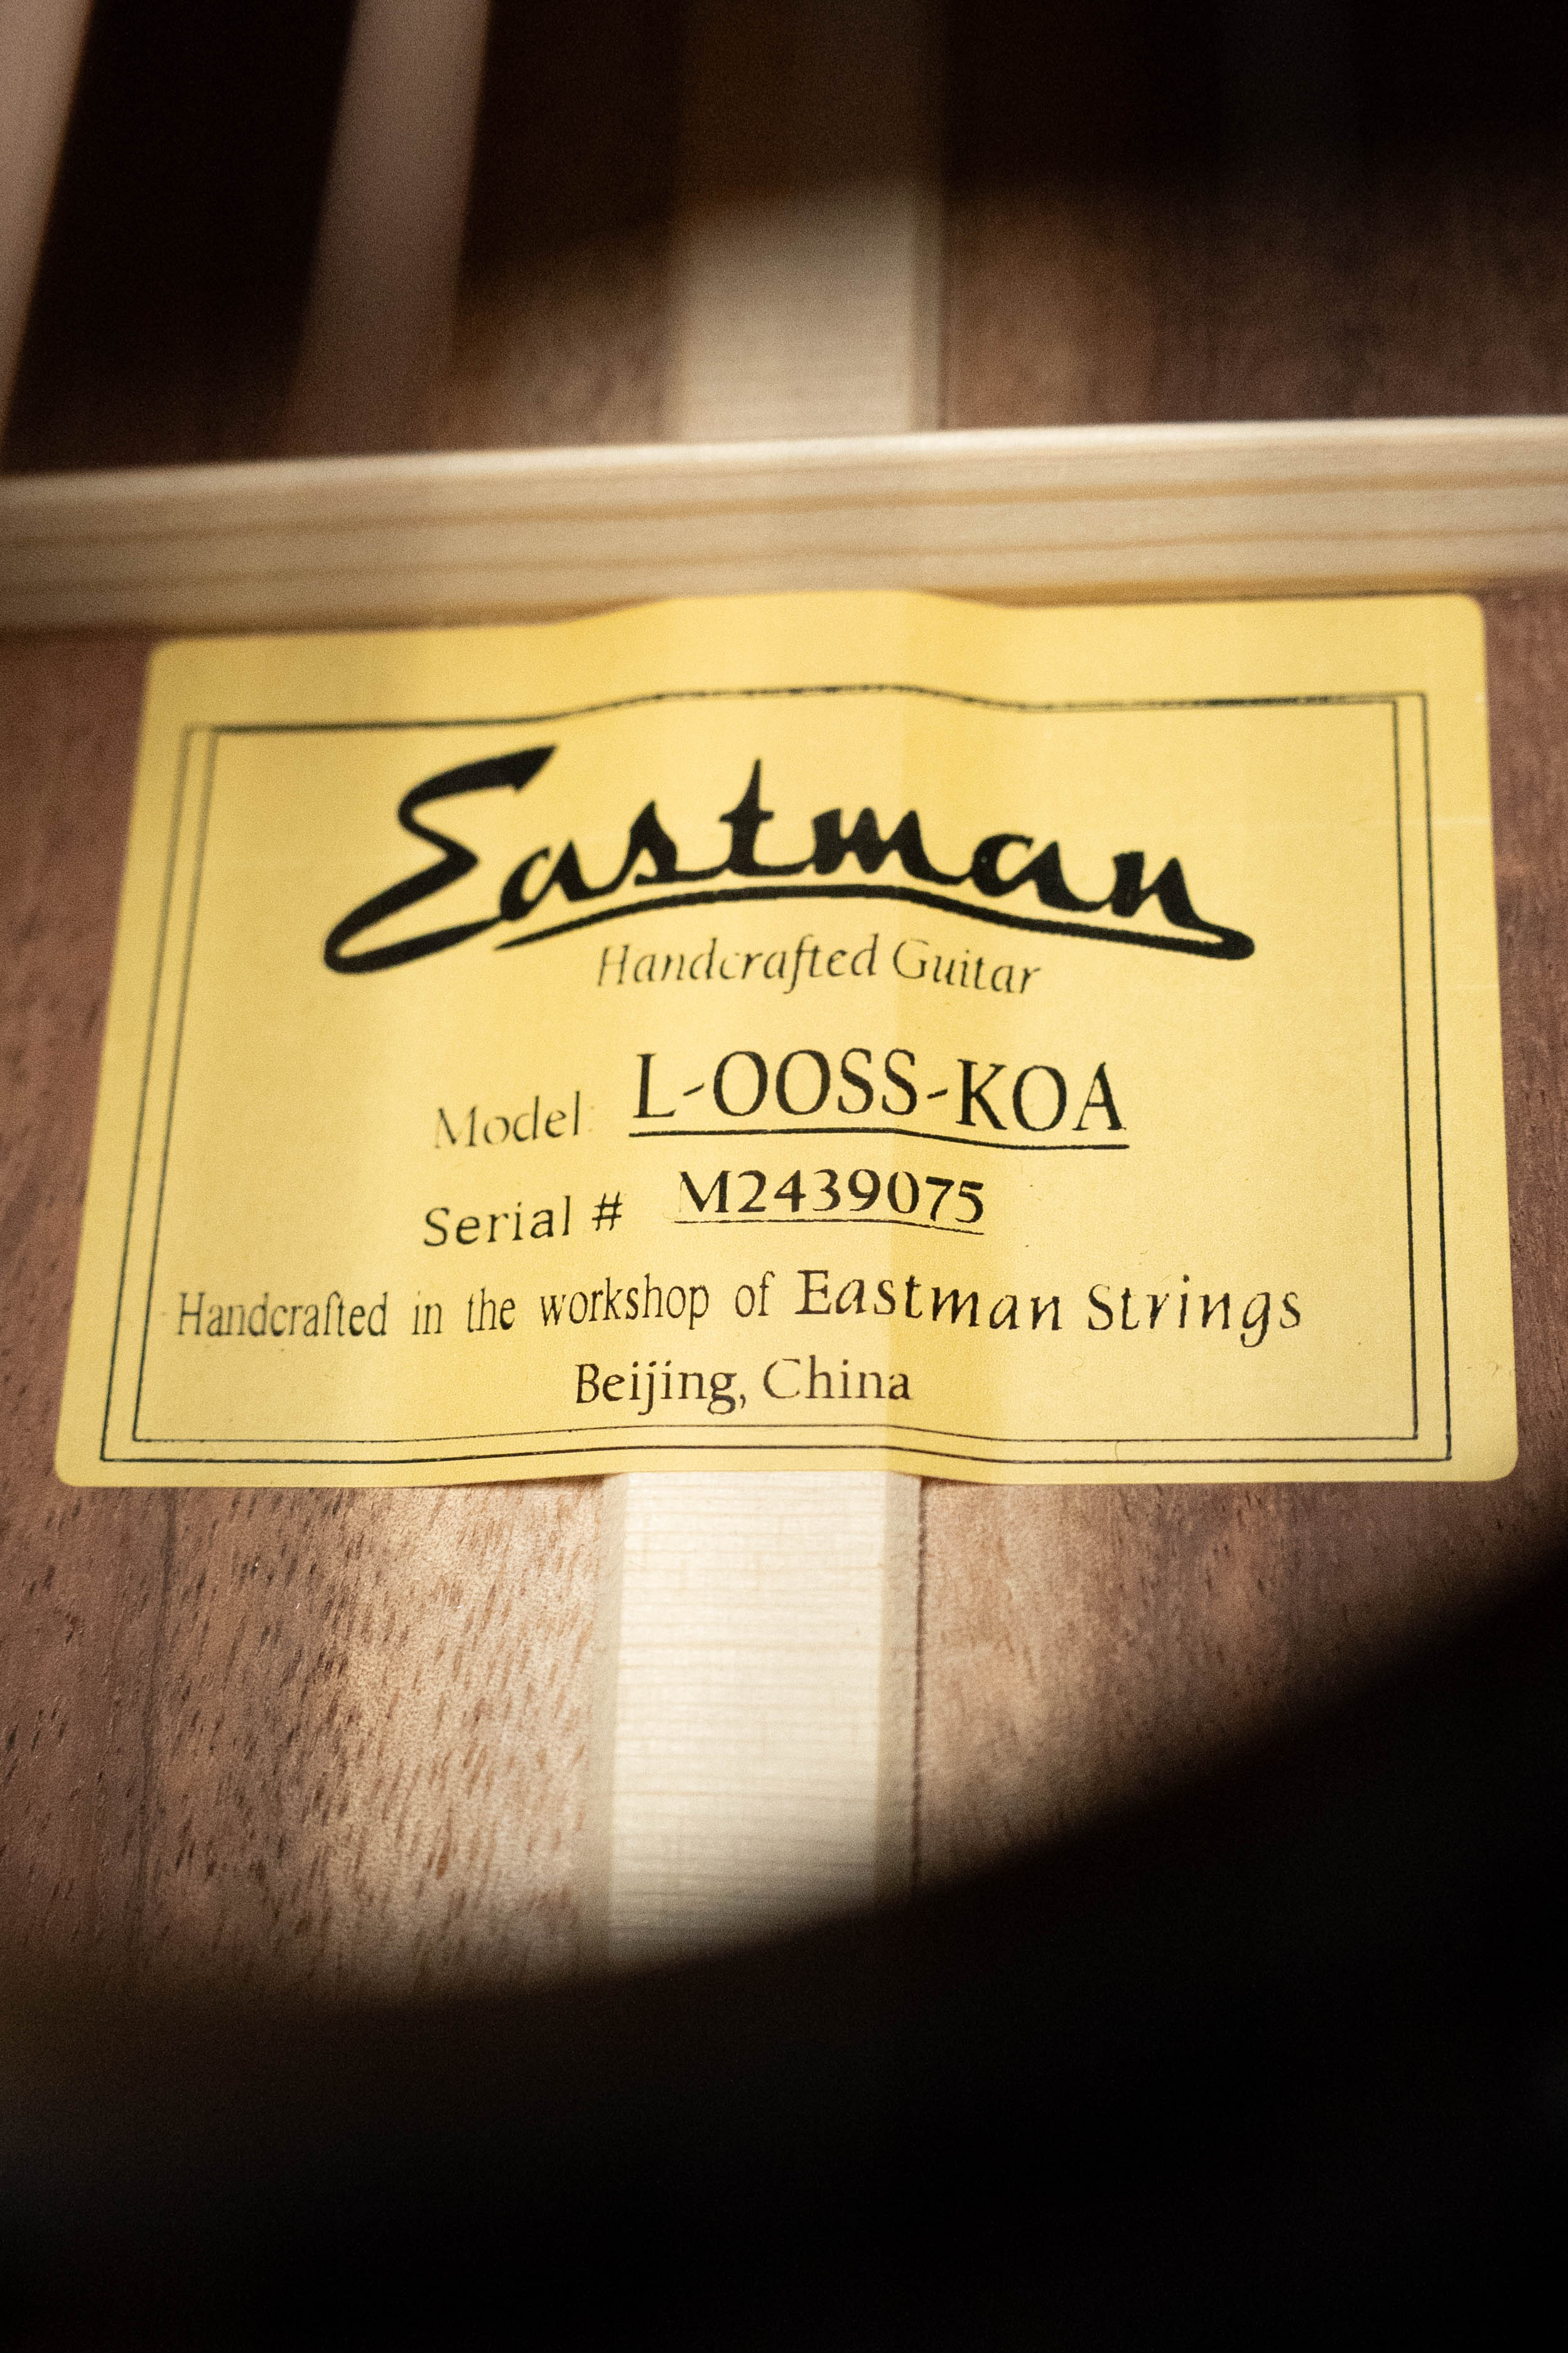 Eastman
Handcrafted Guitar
Model: L-OOSS-KOA
Serial # M2439075
Handcrafted in the workshop of Eastman Strings
Beijing, China